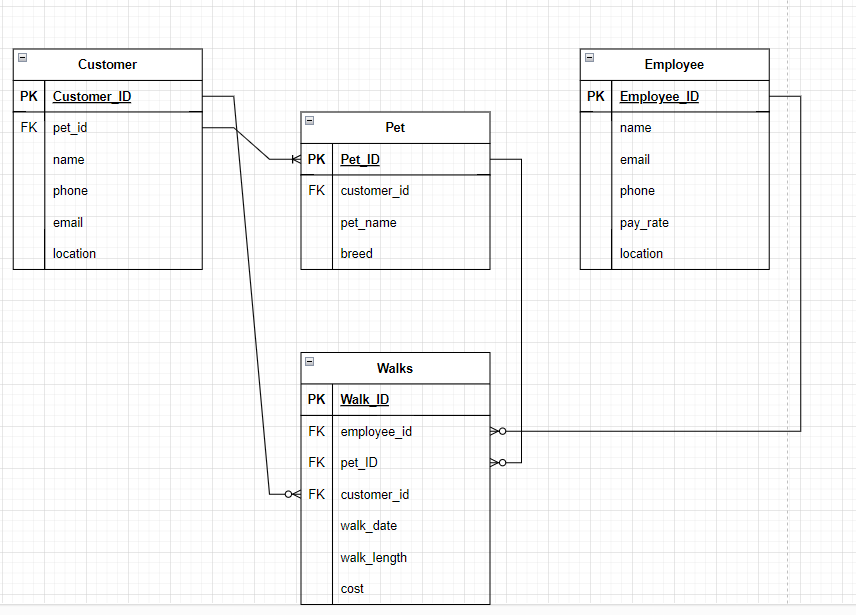 Customer
PK Customer_ID
FK pet_id
name
phone
email
location
Pet
PK Pet_ID
FK customer_id
pet_name
breed
Employee
PK Employee_ID
name
email
phone
pay_rate
location
Walks
PK Walk_ID
FK employee_id
FK pet_ID
FK customer_id
walk_date
walk_length
cost